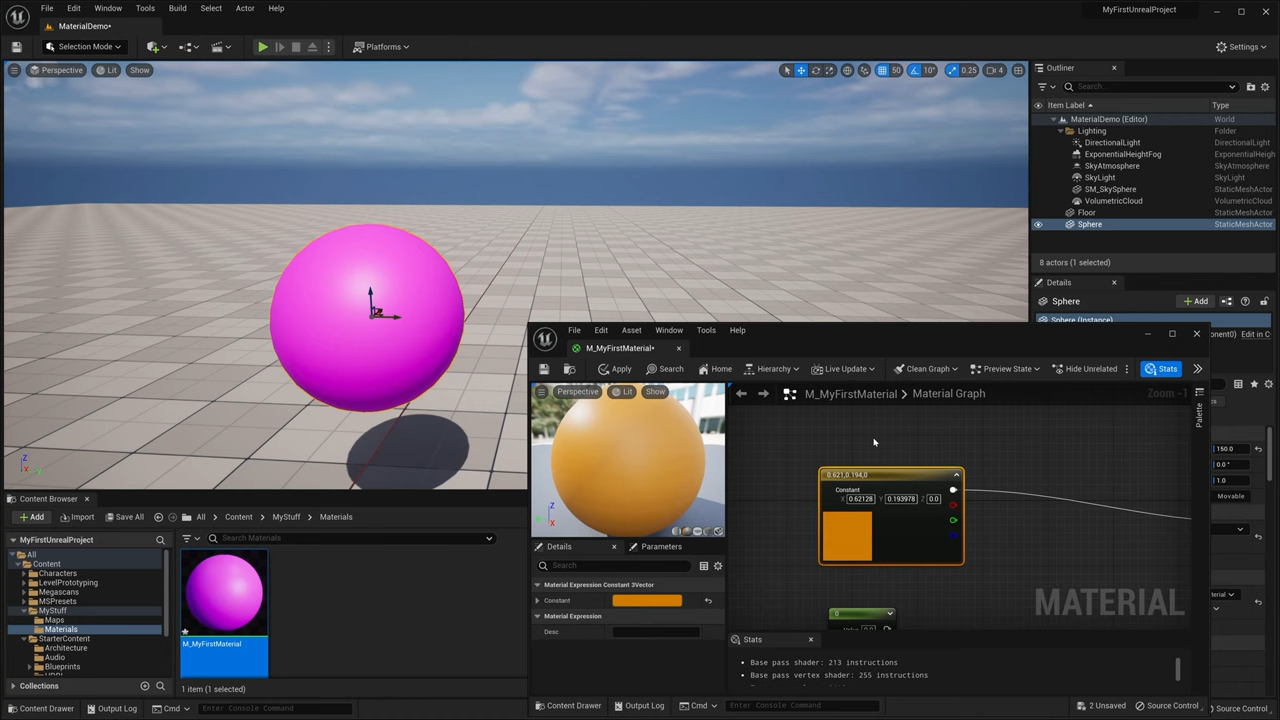 File Edit Window Tools Build Select Actor Help
MyFirstUnrealProject
MaterialDemo•
Selection Mode
Platforms
Settings
Perspective Lit Show
50 10° 0.25 4
Outliner
Search...
Item Label Type
MaterialDemo (Editor) World
Lighting Folder
DirectionalLight DirectionalLight
ExponentialHeightFog ExponentialHeigh
SkyAtmosphere SkyAtmosphere
SkyLight SkyLight
SM_SkySphere StaticMeshActor
VolumetricCloud VolumetricCloud
Floor StaticMeshActor
Sphere StaticMeshActor
8 actors (1 selected)
Details
Sphere
Add
Sphere (Instance)
Edit in C
150.0
0.0°
1.0
Movable
File Edit Asset Window Tools Help
M_MyFirstMaterial•
Apply Search Home Hierarchy Live Update Clean Graph Preview State Hide Unrelated Stats
Perspective Lit Show
M_MyFirstMaterial > Material Graph
Zoom -1
Palette
0.621,0.194,0
Constant
X 0.62128 Y 0.193978 Z 0.0
0
MATERIAL
Details Parameters
Search
Material Expression Constant 3Vector
Constant
Material Expression
Desc
Stats
Base pass shader: 213 instructions
Base pass vertex shader: 255 instructions
Content Drawer Output Log Cmd Enter Console Command
2 Unsaved Source Control
Source Control
Content Browser
Add Import Save All All Content MyStuff Materials
MyFirstUnrealProject
Search Materials
All
Content
Characters
LevelPrototyping
Megascans
MSPresets
MyStuff
Maps
Materials
StarterContent
Architecture
Audio
Blueprints
M_MyFirstMaterial
Collections
1 item (1 selected)
Content Drawer Output Log Cmd Enter Console Command